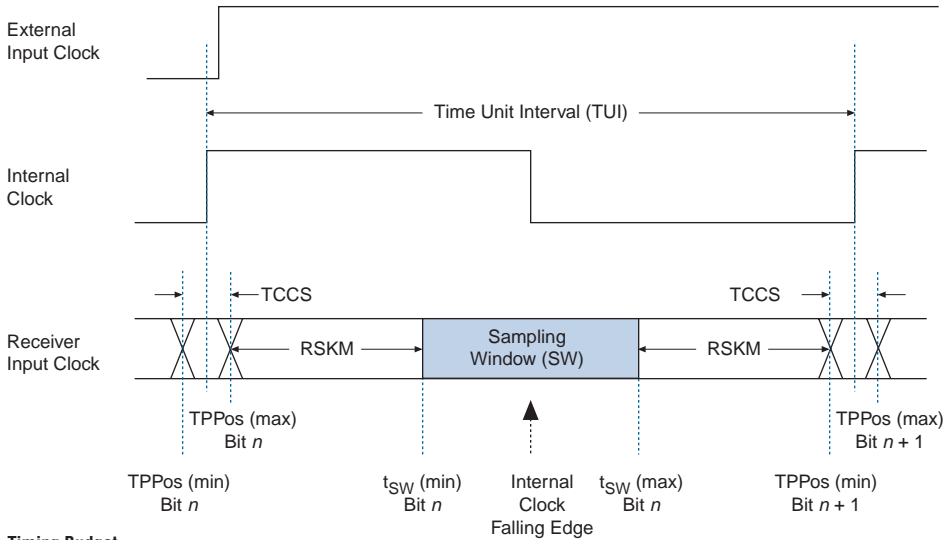 External
Input Clock
Time Unit Interval (TUI)
Internal
Clock
TCCS
TCCS
Receiver
Input Clock
RSKM
Sampling
Window (SW)
RSKM
TPPos (max)
Bit n
TPPos (max)
Bit n + 1
TPPos (min)
Bit n
tSW (min)
Bit n
Internal
Clock
Falling Edge
tSW (max)
Bit n
TPPos (min)
Bit n + 1
Timing Budget